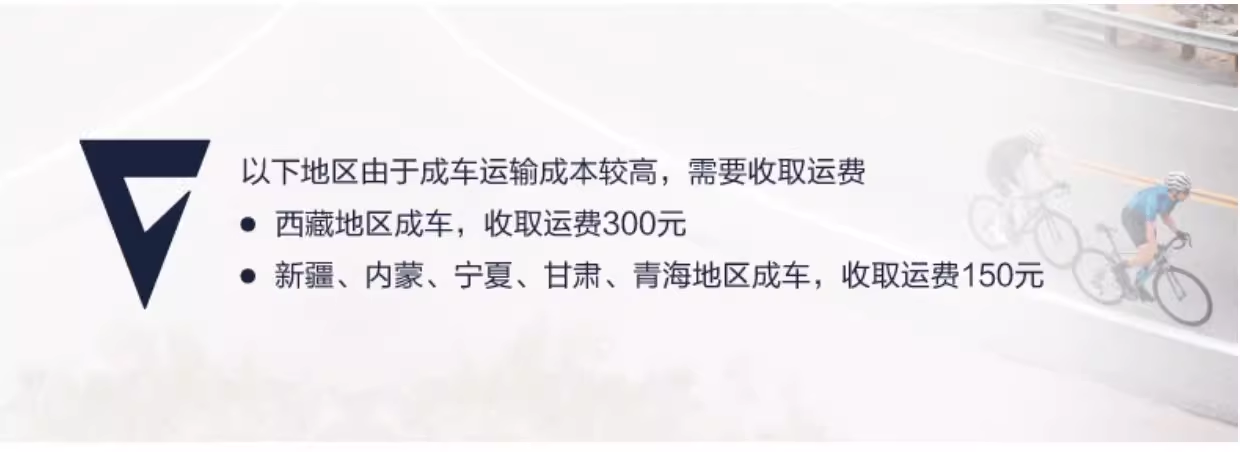 以下地区由于成车运输成本较高，需要收取运费
● 西藏地区成车，收取运费300元
● 新疆、内蒙、宁夏、甘肃、青海地区成车，收取运费150元